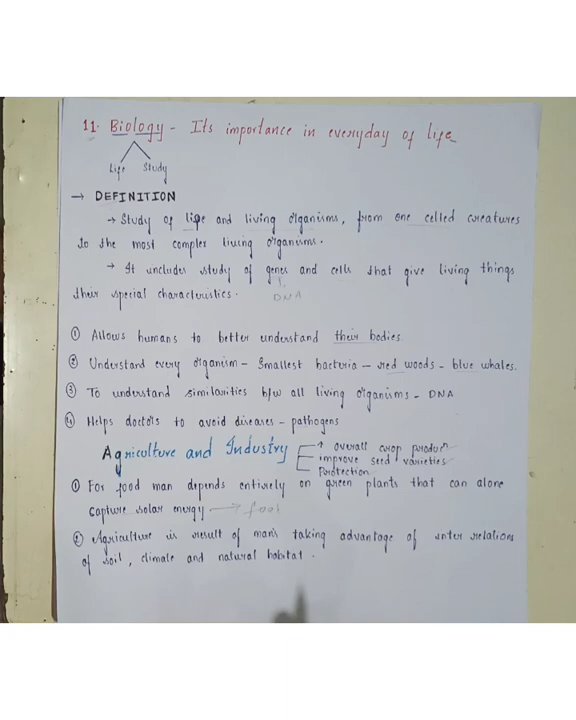 11. Biology - Its importance in everyday of life
Life Study
→ DEFINITION
→ Study of life and living organisms, from one celled creatures
to the most complex living organisms.
→ It includes study of genes and cells that give living things
their special characteristics. DNA
① Allows humans to better understand their bodies
② Understand every organism - Smallest bacteria - red woods - blue whales.
③ To understand similarities b/w all living organisms - DNA
④ Helps doctors to avoid diseases - pathogens
Agriculture and Industry
↑ overall crop produn
improve seed varieties
Protection
① For food man depends entirely on green plants that can alone
capture solar energy → food
② Agriculture is result of man's taking advantage of inter relations
of soil, climate and natural habitat.